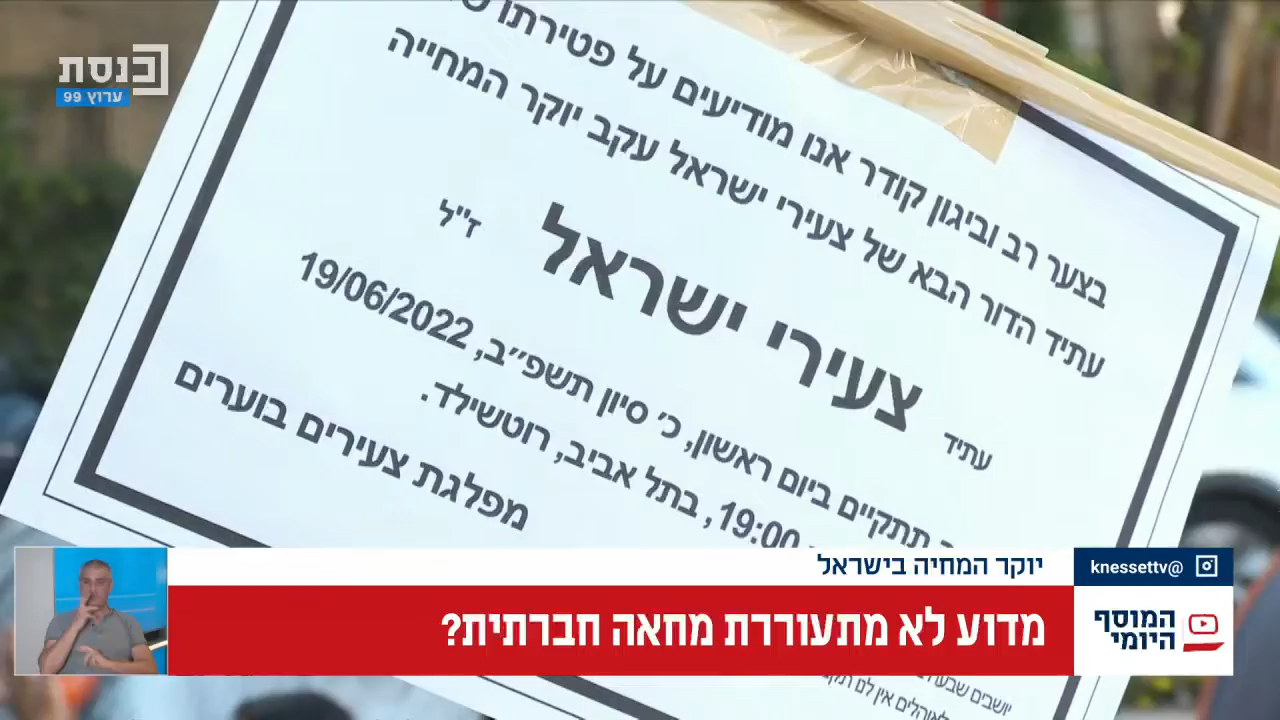 כנסת
ערוץ 99
בצער רב וביגון קודר אנו מודיעים על פטירתו
עתיד הדור הבא של צעירי ישראל עקב יוקר המחייה
עתיד צעירי ישראל ז"ל
תתקיים ביום ראשון, כ' סיון תשפ״ב, 19/06/2022
19:00, בתל אביב, רוטשילד.
מפלגת צעירים בוערים
יוקר המחיה בישראל
@knessettv
מדוע לא מתעוררת מחאה חברתית?
המוסף
היומי
אין להם